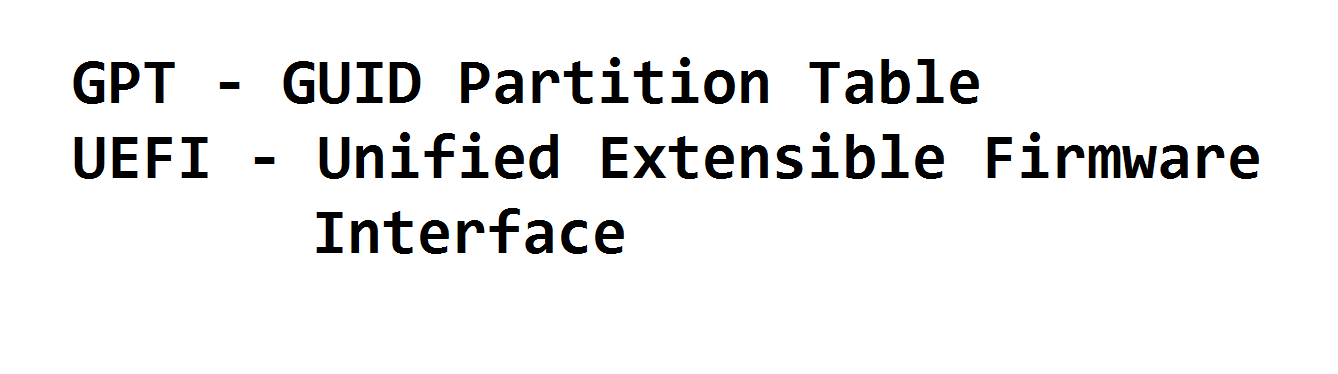 GPT - GUID Partition Table
UEFI - Unified Extensible Firmware
Interface